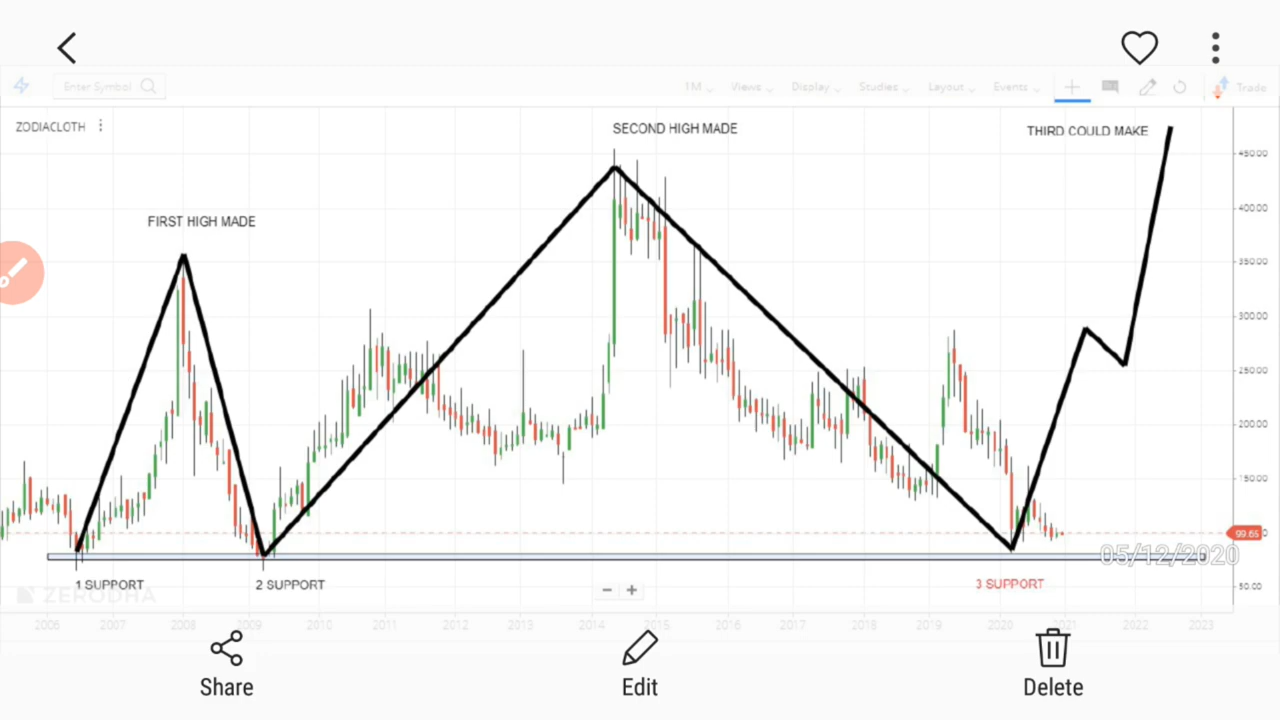 Enter Symbol
1M
Views
Display
Studies
Layout
Events
Trade
ZODIACLOTH
SECOND HIGH MADE
THIRD COULD MAKE
FIRST HIGH MADE
450.00
400.00
350.00
300.00
250.00
200.00
150.00
99.65
50.00
05/12/2020
1 SUPPORT
2 SUPPORT
3 SUPPORT
ZERODHA
2006 2007 2008 2009 2010 2011 2012 2013 2014 2015 2016 2017 2018 2019 2020 2021 2022 2023
Share
Edit
Delete